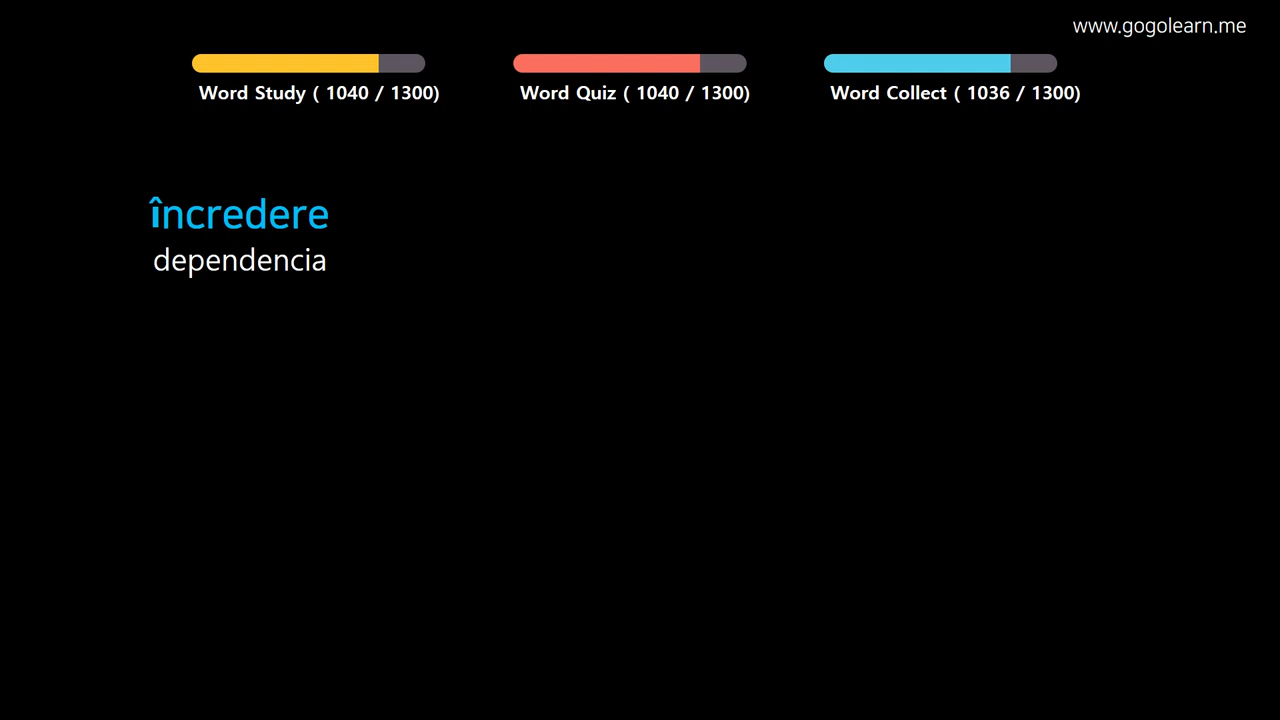 www.gogolearn.me
Word Study ( 1040 / 1300)
Word Quiz ( 1040 / 1300)
Word Collect ( 1036 / 1300)
încredere
dependencia